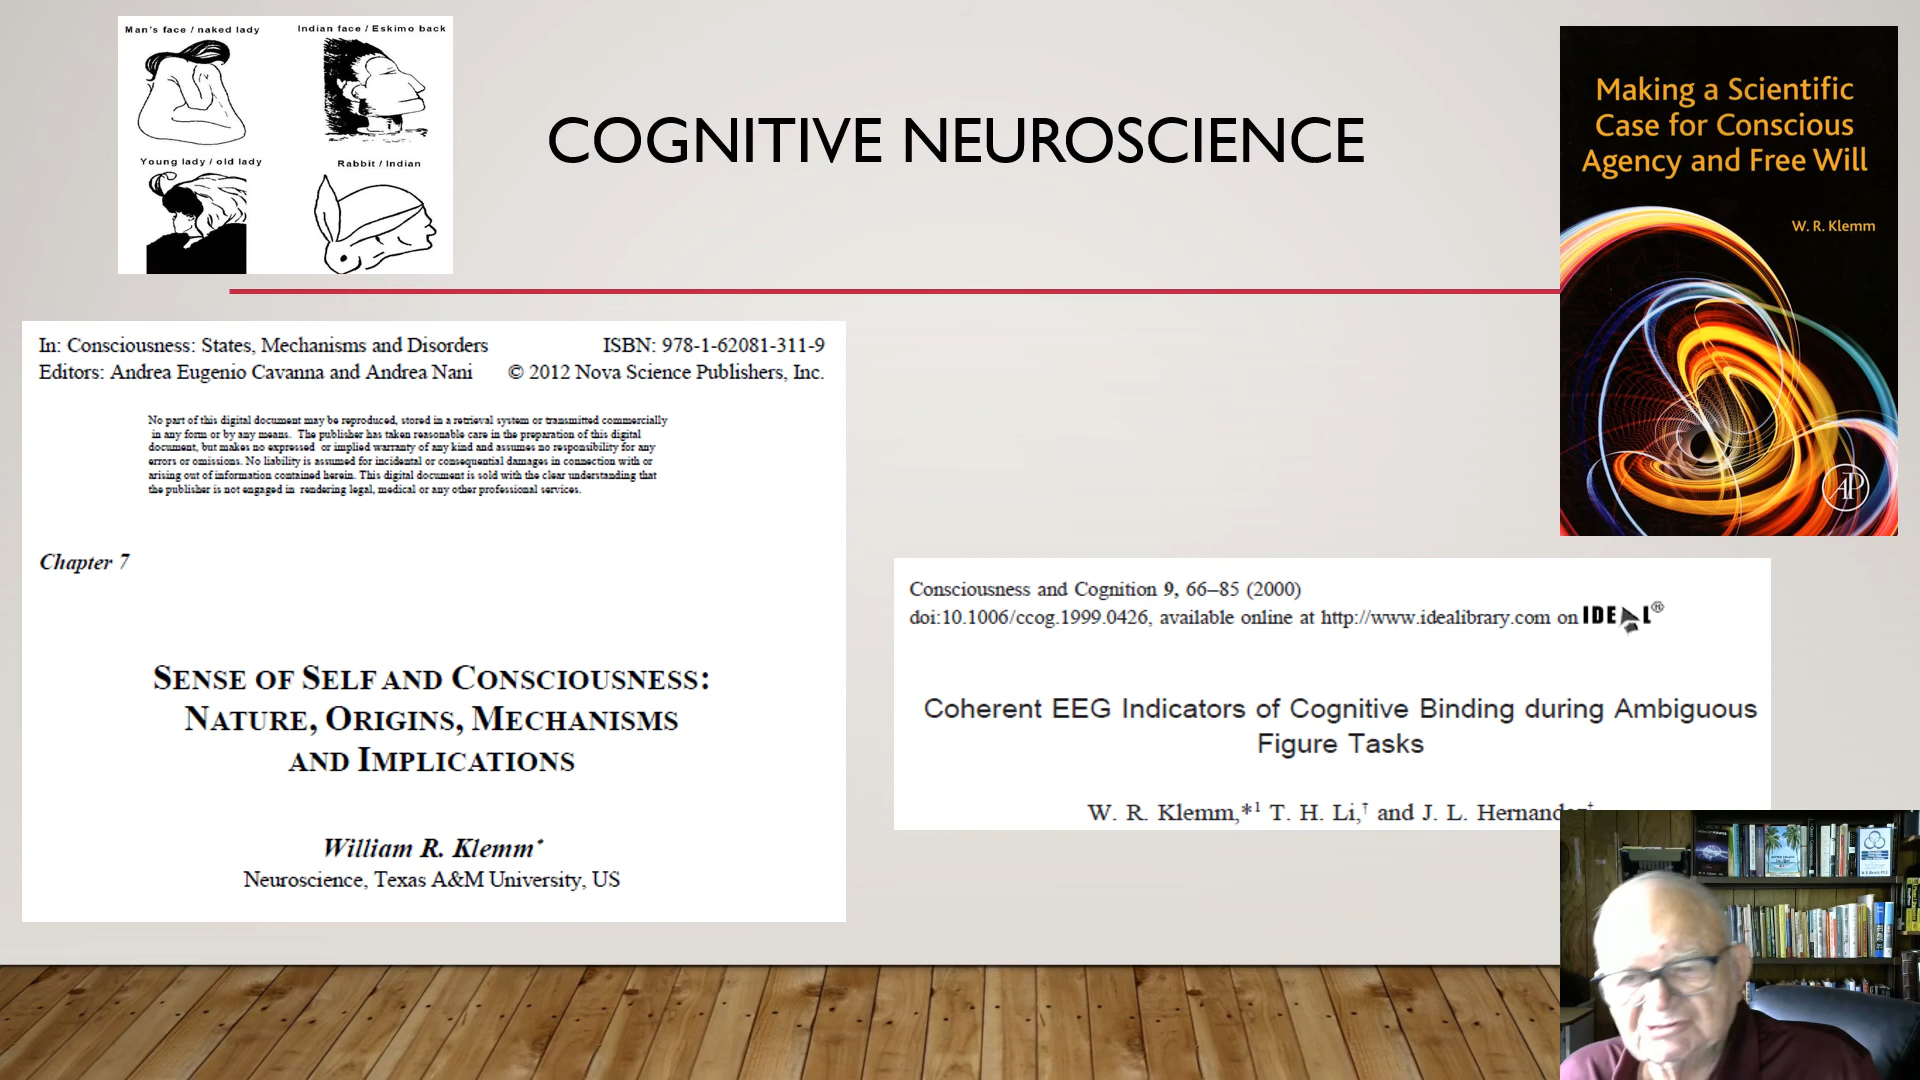 Man's face / naked lady
Indian face / Eskimo back
Young lady / old lady
Rabbit / Indian
COGNITIVE NEUROSCIENCE
Making a Scientific
Case for Conscious
Agency and Free Will
W. R. Klemm
AP
In: Consciousness: States, Mechanisms and Disorders
ISBN: 978-1-62081-311-9
Editors: Andrea Eugenio Cavanna and Andrea Nani
© 2012 Nova Science Publishers, Inc.
No part of this digital document may be reproduced, stored in a retrieval system or transmitted commercially
in any form or by any means. The publisher has taken reasonable care in the preparation of this digital
document, but makes no expressed or implied warranty of any kind and assumes no responsibility for any
errors or omissions. No liability is assumed for incidental or consequential damages in connection with or
arising out of information contained herein. This digital document is sold with the clear understanding that
the publisher is not engaged in rendering legal, medical or any other professional services.
Chapter 7
SENSE OF SELF AND CONSCIOUSNESS:
NATURE, ORIGINS, MECHANISMS
AND IMPLICATIONS
William R. Klemm*
Neuroscience, Texas A&M University, US
Consciousness and Cognition 9, 66–85 (2000)
doi:10.1006/ccog.1999.0426, available online at http://www.idealibrary.com on IDEAL®
Coherent EEG Indicators of Cognitive Binding during Ambiguous
Figure Tasks
W. R. Klemm,*1 T. H. Li,† and J. L. Hernandez‡